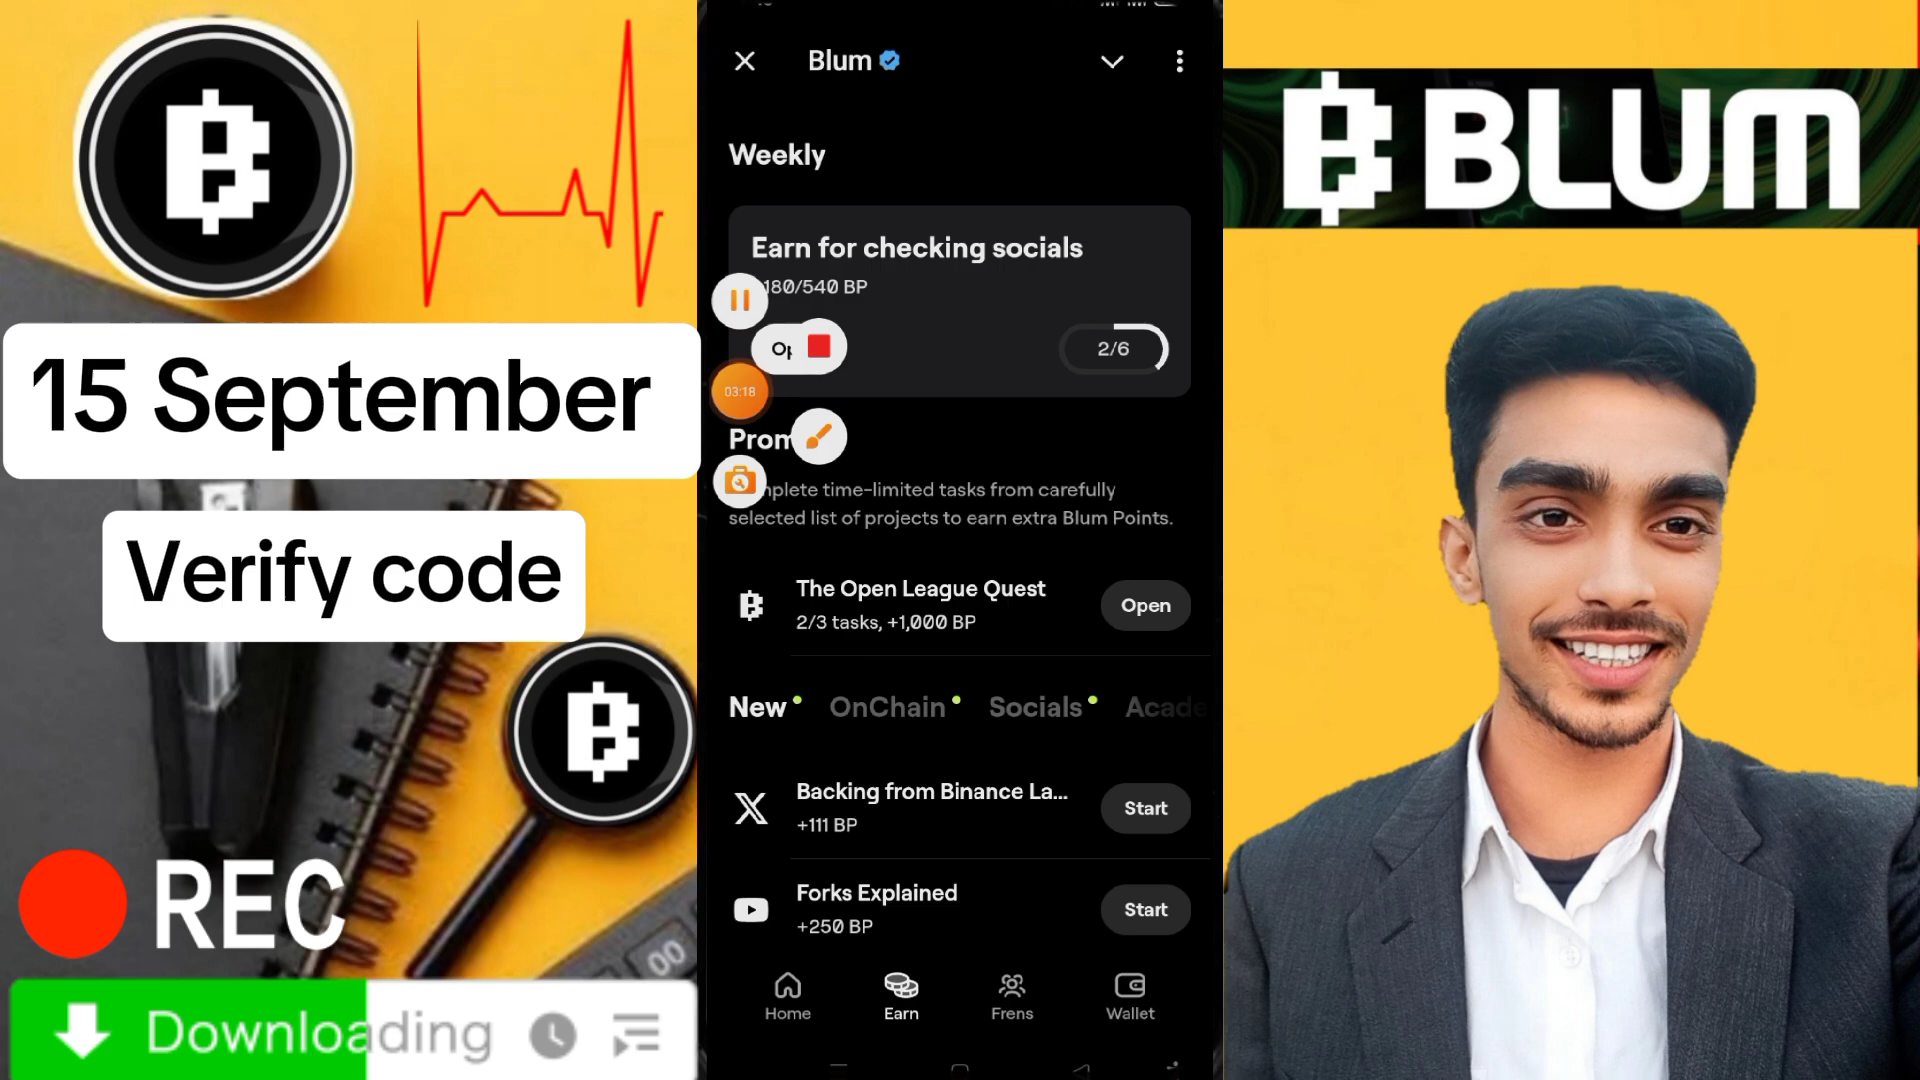 15 September
Verify code
REC
Downloading
Blum
Weekly
Earn for checking socials
180/540 BP
2/6
03:18
time-limited tasks from carefully
selected list of projects to earn extra Blum Points.
The Open League Quest
2/3 tasks, +1,000 BP
Open
New
OnChain
Socials
Backing from Binance La...
+111 BP
Start
Forks Explained
+250 BP
Start
Home
Earn
Frens
Wallet
BLUM
00